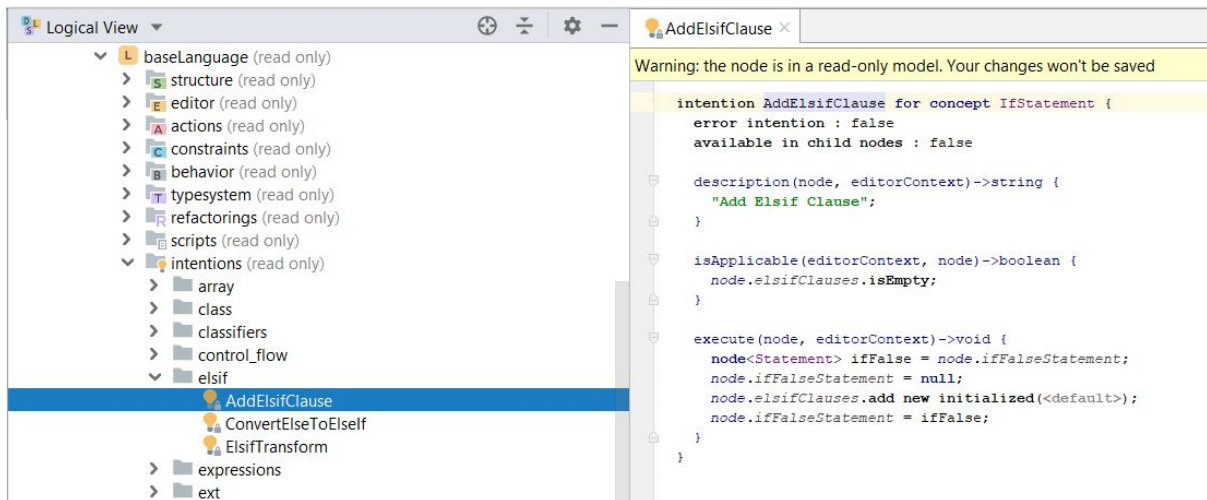 Logical View
baseLanguage (read only)
structure (read only)
editor (read only)
actions (read only)
constraints (read only)
behavior (read only)
typesystem (read only)
refactorings (read only)
scripts (read only)
intentions (read only)
array
class
classifiers
control_flow
elsif
AddElsifClause
ConvertElseToElseIf
ElsifTransform
expressions
ext
AddElsifClause
Warning: the node is in a read-only model. Your changes won't be saved
intention AddElsifClause for concept IfStatement {
error intention : false
available in child nodes : false
description(node, editorContext)->string {
"Add Elsif Clause";
}
isApplicable(editorContext, node)->boolean {
node.elsifClauses.isEmpty;
}
execute(node, editorContext)->void {
node<Statement> ifFalse = node.ifFalseStatement;
node.ifFalseStatement = null;
node.elsifClauses.add new initialized(<default>);
node.ifFalseStatement = ifFalse;
}
}